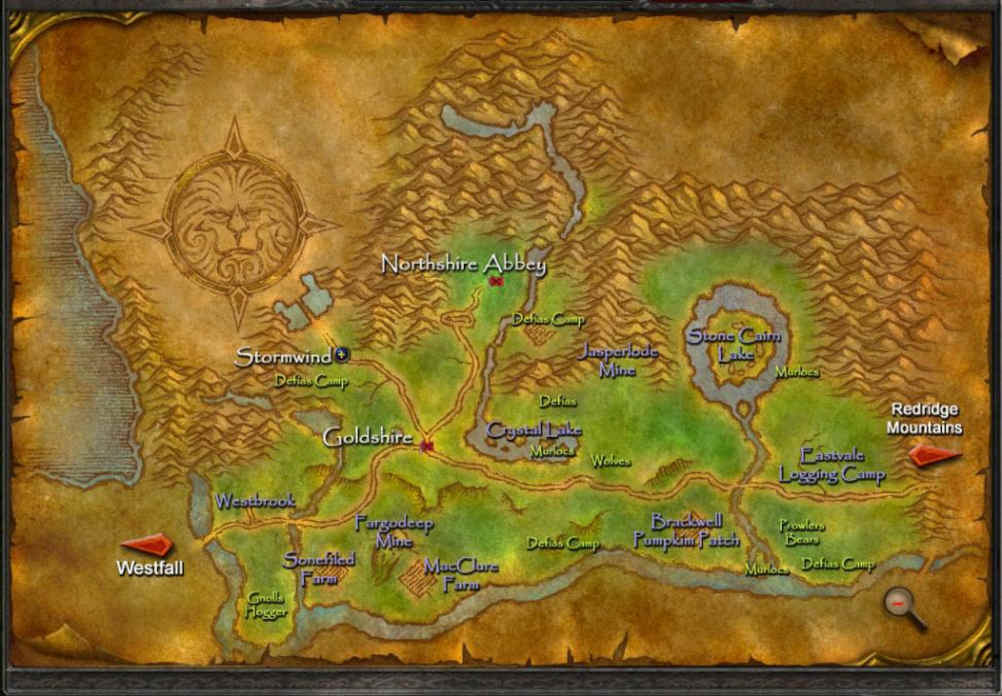 Northshire Abbey
Defias Camp
Stone Cairn
Lake
Jasperlode
Mine
Stormwind
Defias Camp
Murlocs
Defias
Redridge
Mountains
Goldshire
Crystal Lake
Murlocs
Wolves
Eastvale
Logging Camp
Westbrook
Fargodeep
Mine
Brackwell
Pumpkim Patch
Prowlers
Bears
Defias Camp
Westfall
Sonefiled
Farm
MacClare
Farm
Murlocs
Defias Camp
Gnolls
Hogger